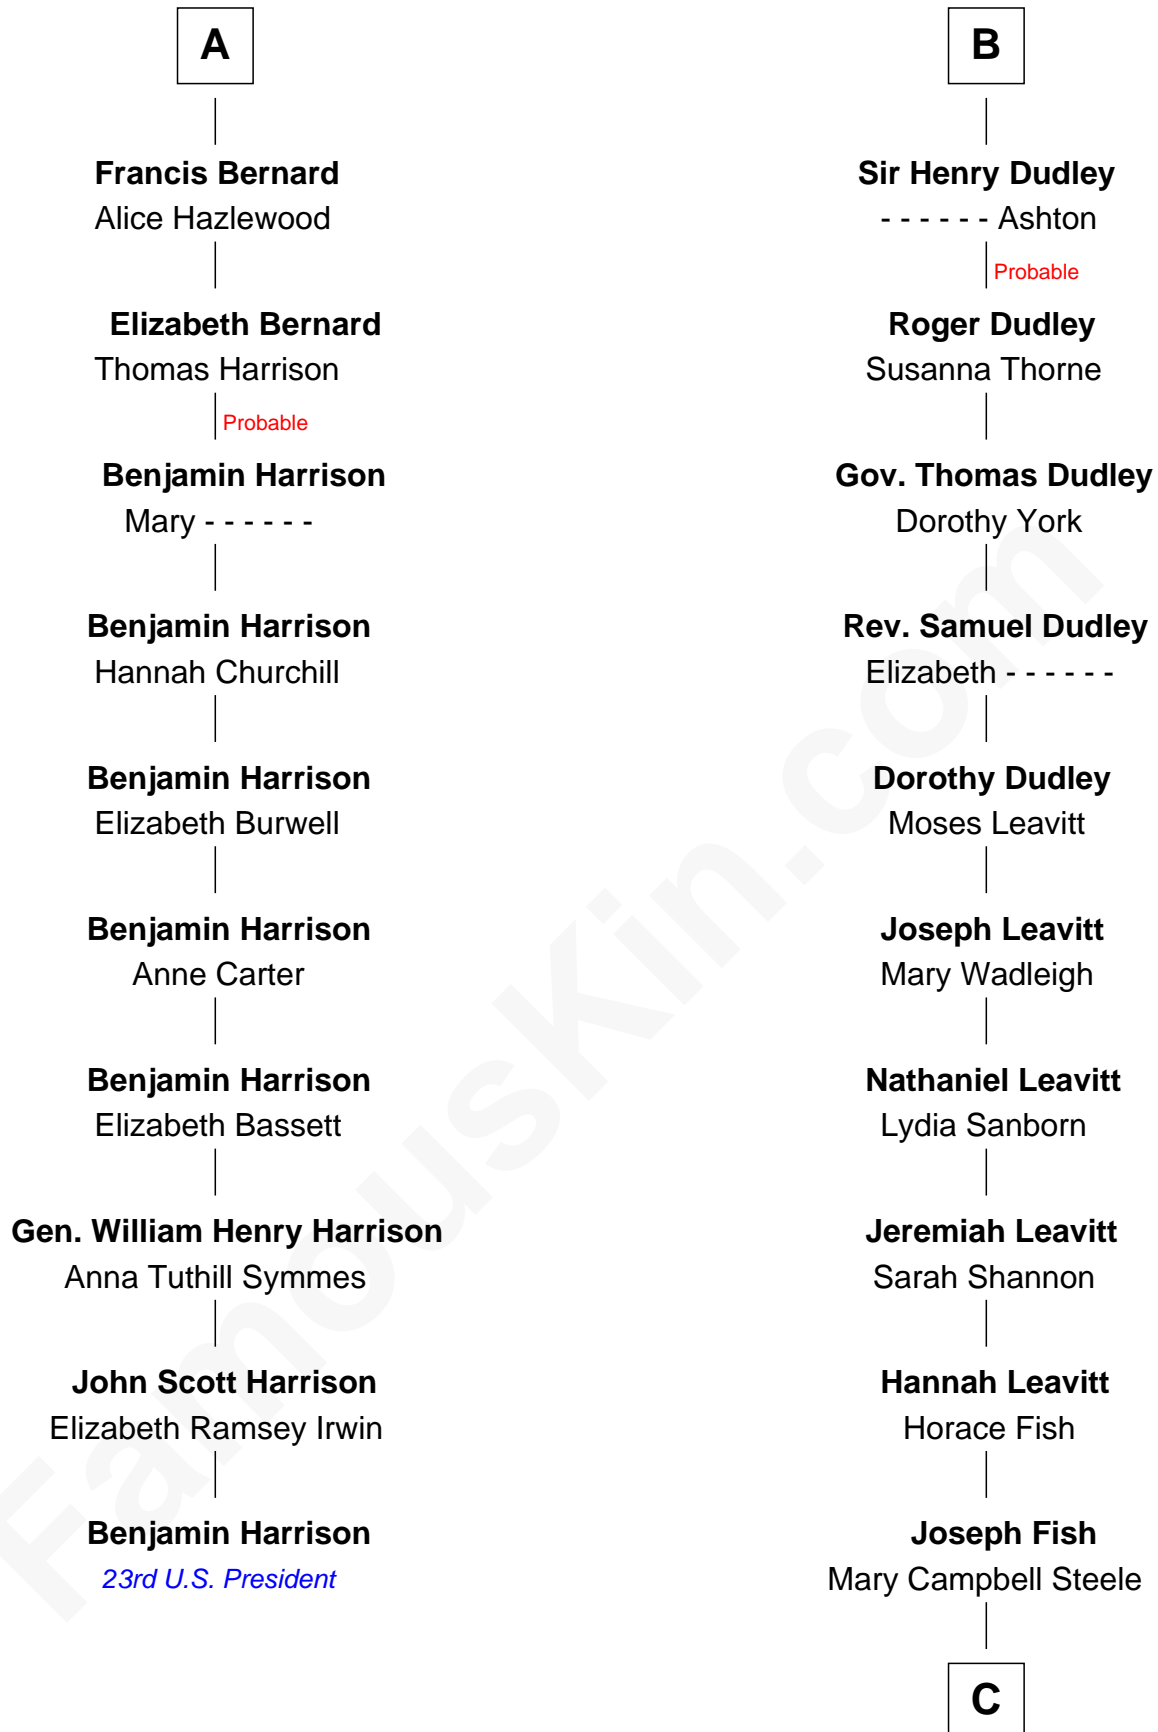 A
Francis Bernard
Alice Hazlewood
Elizabeth Bernard
Thomas Harrison
Probable
Benjamin Harrison
Mary - - - - - -
Benjamin Harrison
Hannah Churchill
Benjamin Harrison
Elizabeth Burwell
Benjamin Harrison
Anne Carter
Benjamin Harrison
Elizabeth Bassett
Gen. William Henry Harrison
Anna Tuthill Symmes
John Scott Harrison
Elizabeth Ramsey Irwin
Benjamin Harrison
23rd U.S. President
B
Sir Henry Dudley
- - - - - - Ashton
Probable
Roger Dudley
Susanna Thorne
Gov. Thomas Dudley
Dorothy York
Rev. Samuel Dudley
Elizabeth - - - - - -
Dorothy Dudley
Moses Leavitt
Joseph Leavitt
Mary Wadleigh
Nathaniel Leavitt
Lydia Sanborn
Jeremiah Leavitt
Sarah Shannon
Hannah Leavitt
Horace Fish
Joseph Fish
Mary Campbell Steele
C
FamousKin.com